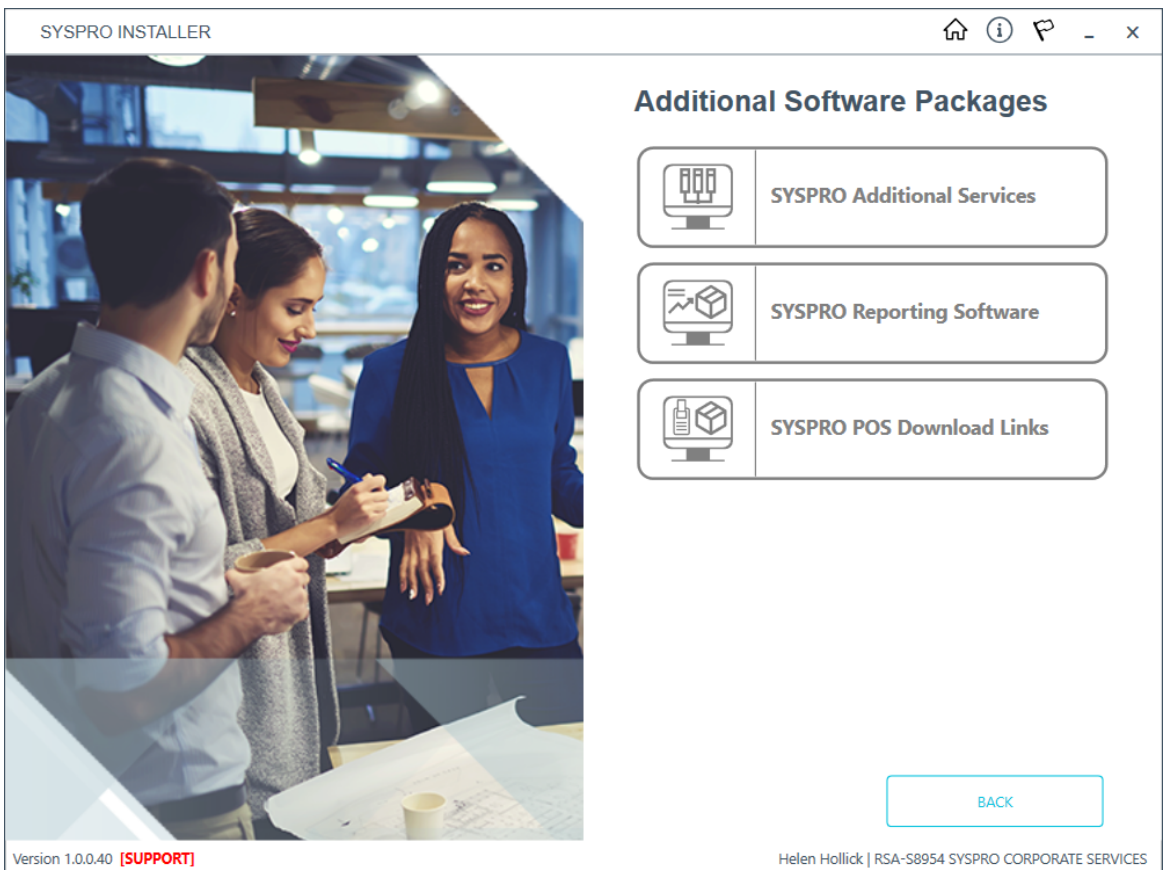 SYSPRO INSTALLER
Additional Software Packages
SYSPRO Additional Services
SYSPRO Reporting Software
SYSPRO POS Download Links
BACK
Version 1.0.0.40 [SUPPORT]
Helen Hollick | RSA-S8954 SYSPRO CORPORATE SERVICES